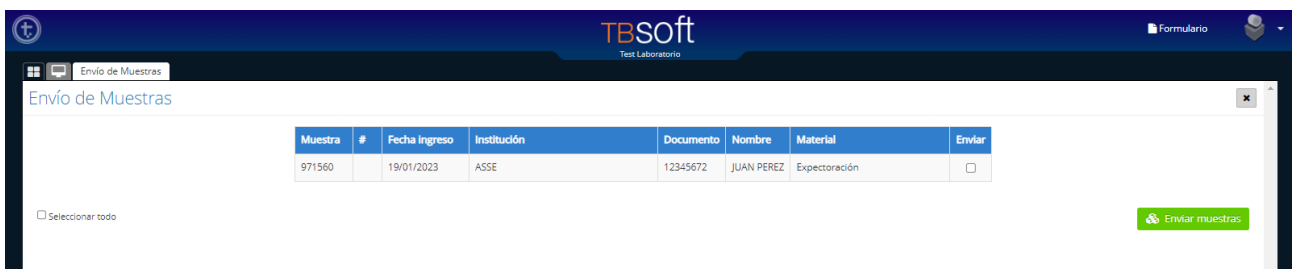 TBSoft
Test Laboratorio
Formulario
Envío de Muestras
Envío de Muestras
Muestra # Fecha ingreso Institución Documento Nombre Material Enviar
971560 19/01/2023 ASSE 12345672 JUAN PEREZ Expectoración
Seleccionar todo
Enviar muestras